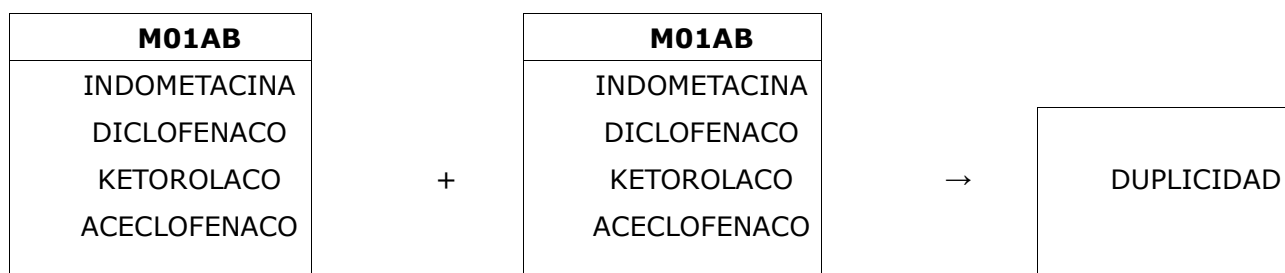 M01AB M01AB
INDOMETACINA INDOMETACINA
DICLOFENACO DICLOFENACO
KETOROLACO + KETOROLACO → DUPLICIDAD
ACECLOFENACO ACECLOFENACO